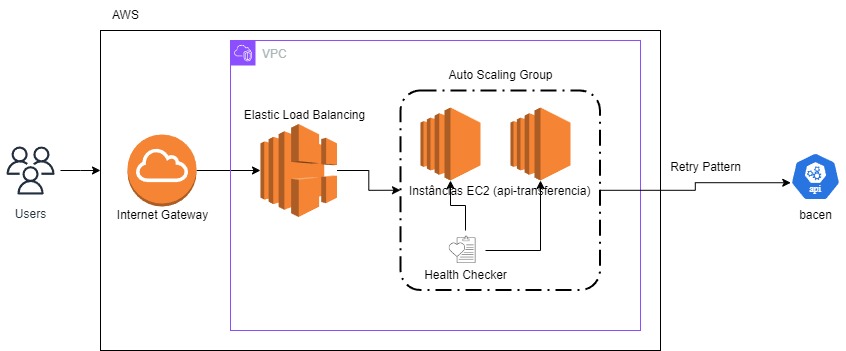 AWS
VPC
Auto Scaling Group
Elastic Load Balancing
Retry Pattern
Instâncias EC2 (api-transferencia)
api
Users
Internet Gateway
bacen
Health Checker